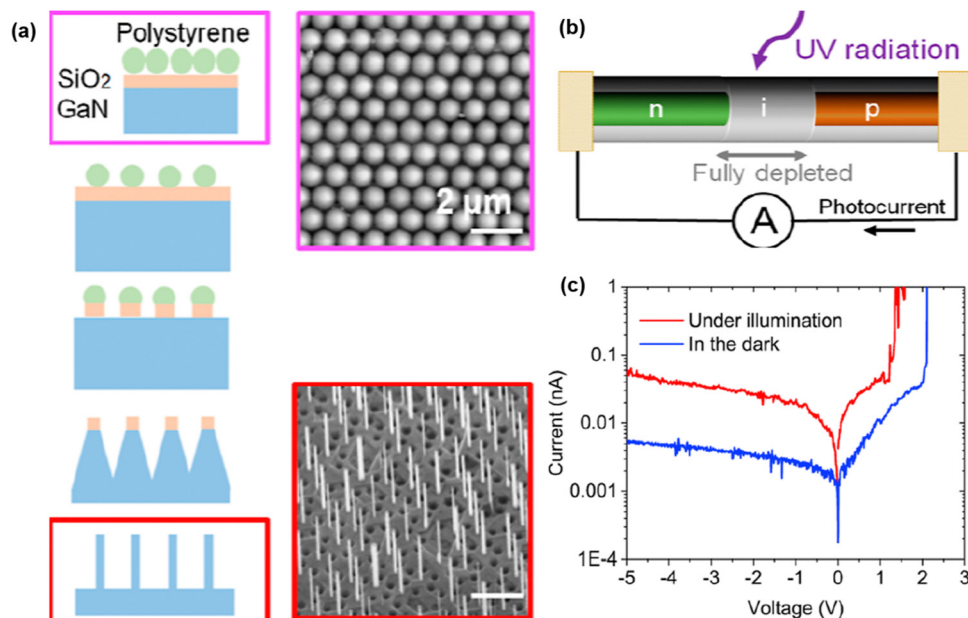 (a)
Polystyrene
SiO₂
GaN
2 μm
(b)
UV radiation
n
i
p
Fully depleted
A
Photocurrent
(c)
Current (nA)
1
0.1
0.01
0.001
1E-4
Under illumination
In the dark
-5 -4 -3 -2 -1 0 1 2 3
Voltage (V)